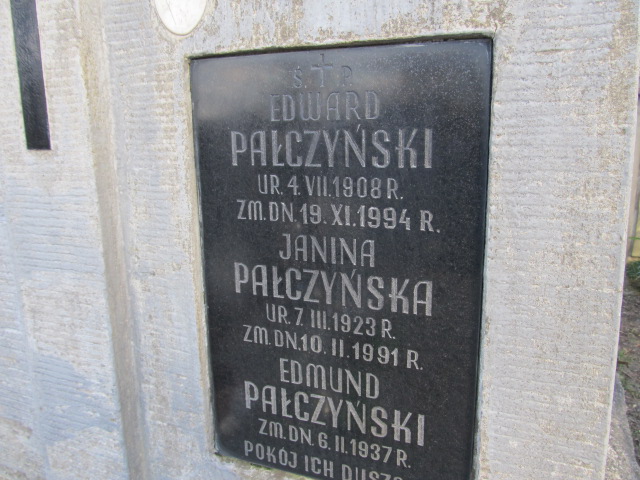 Ś. † P.
EDWARD
PAŁCZYŃSKI
UR. 4. VII. 1908 R.
ZM. DN. 19. XI. 1994 R.
JANINA
PAŁCZYŃSKA
UR. 7. III. 1923 R.
ZM. DN. 10. II. 1991 R.
EDMUND
PAŁCZYŃSKI
ZM. DN. 6. II. 1937 R.
POKÓJ ICH